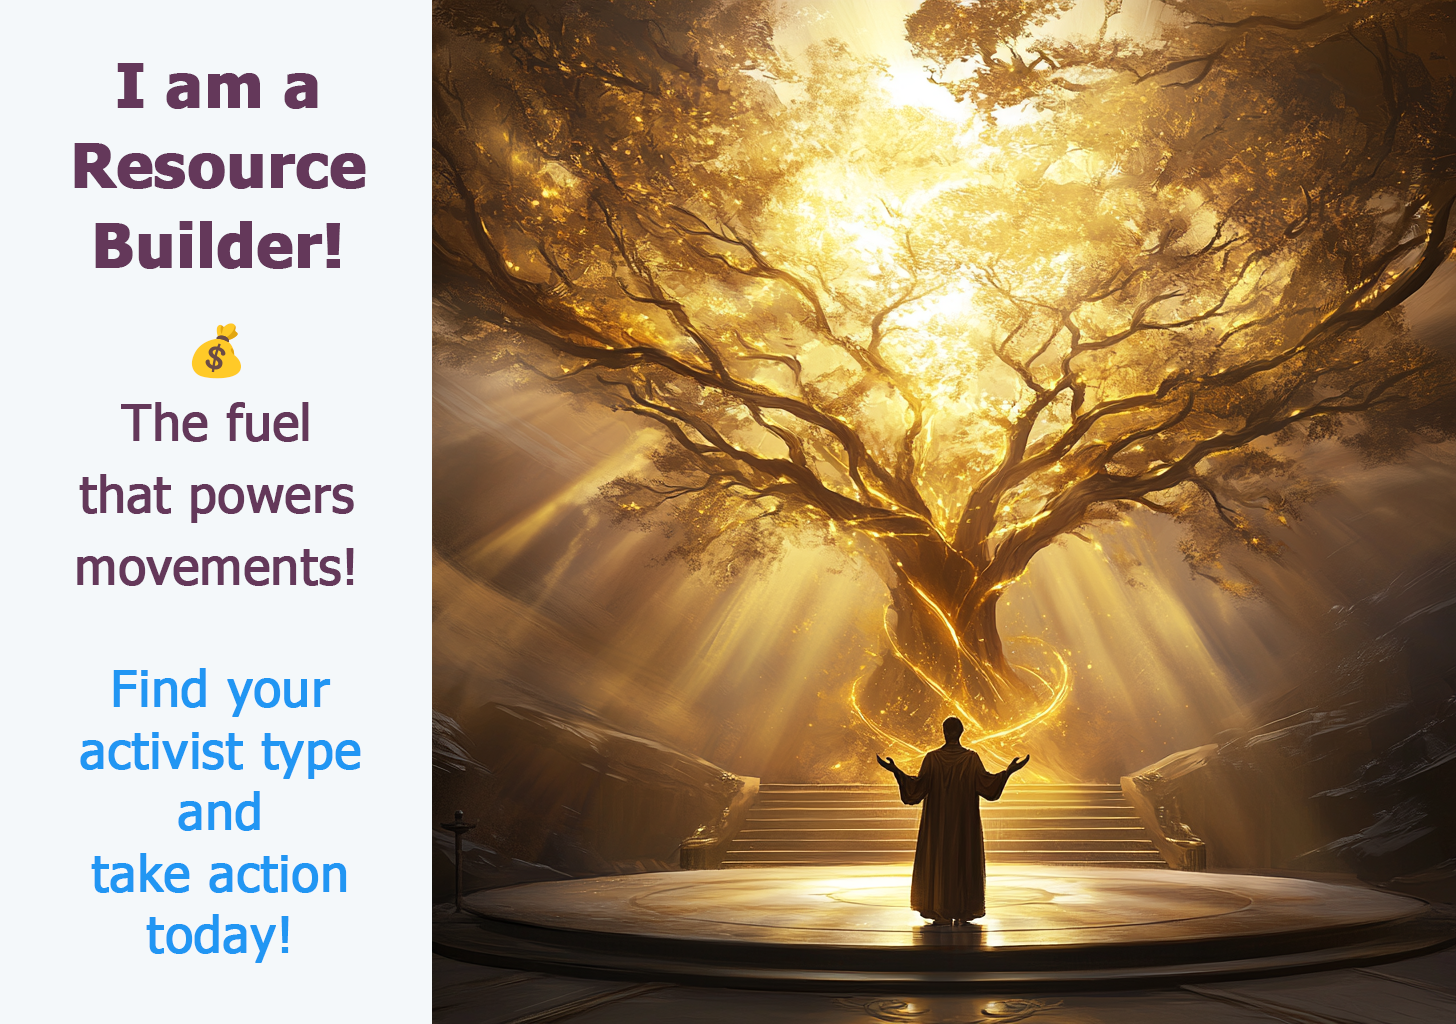 I am a
Resource
Builder!
The fuel
that powers
movements!
Find your
activist type
and
take action
today!